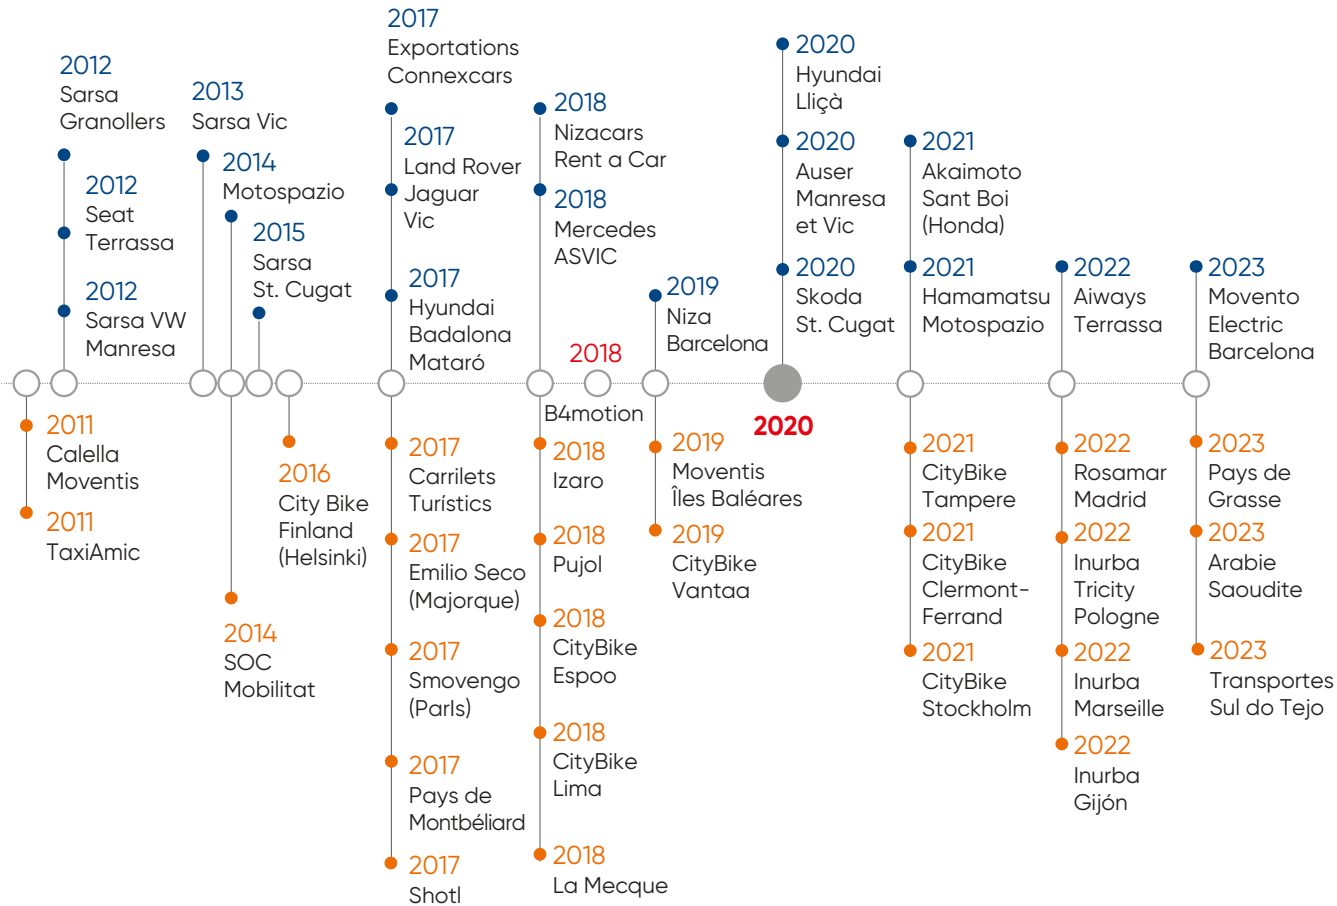 2012
Sarsa
Granollers
2012
Seat
Terrassa
2012
Sarsa VW
Manresa
2013
Sarsa Vic
2014
Motospazio
2015
Sarsa
St. Cugat
2017
Exportations
Connexcars
2017
Land Rover
Jaguar
Vic
2017
Hyundai
Badalona
Mataró
2018
Nizacars
Rent a Car
2018
Mercedes
ASVIC
2018
B4motion
2019
Niza
Barcelona
2020
Hyundai
Lliçà
2020
Auser
Manresa
et Vic
2020
Skoda
St. Cugat
2020
2021
Akaimoto
Sant Boi
(Honda)
2021
Hamamatsu
Motospazio
2022
Aiways
Terrassa
2023
Movento
Electric
Barcelona
2011
Calella
Moventis
2011
TaxiAmic
2014
SOC
Mobilitat
2016
City Bike
Finland
(Helsinki)
2017
Carrilets
Turístics
2017
Emilio Seco
(Majorque)
2017
Smovengo
(ParIs)
2017
Pays de
Montbéliard
2017
Shotl
2018
Izaro
2018
Pujol
2018
CityBike
Espoo
2018
CityBike
Lima
2018
La Mecque
2019
Moventis
Îles Baléares
2019
CityBike
Vantaa
2021
CityBike
Tampere
2021
CityBike
Clermont-
Ferrand
2021
CityBike
Stockholm
2022
Rosamar
Madrid
2022
Inurba
Tricity
Pologne
2022
Inurba
Marseille
2022
Inurba
Gijón
2023
Pays de
Grasse
2023
Arabie
Saoudite
2023
Transportes
Sul do Tejo